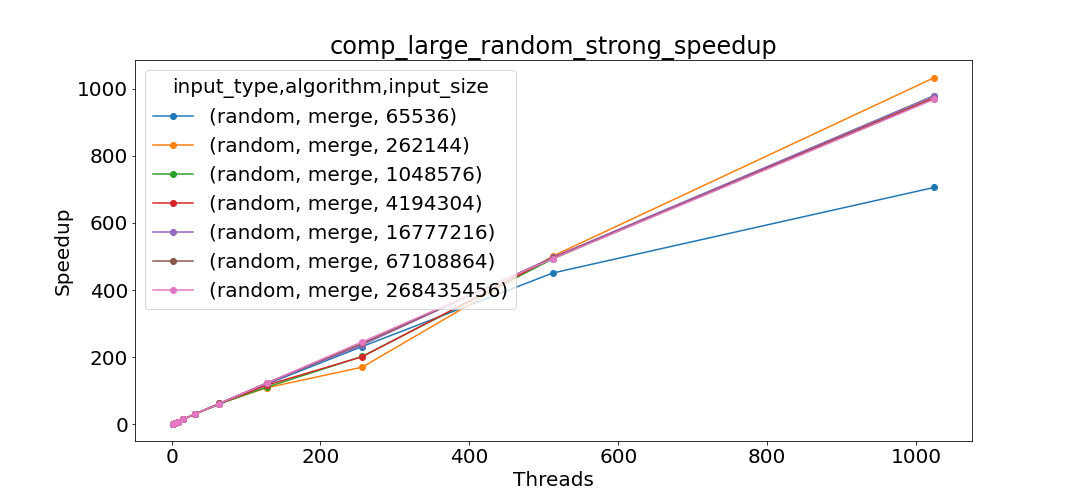 comp_large_random_strong_speedup
input_type,algorithm,input_size
(random, merge, 65536)
(random, merge, 262144)
(random, merge, 1048576)
(random, merge, 4194304)
(random, merge, 16777216)
(random, merge, 67108864)
(random, merge, 268435456)
Speedup
1000
800
600
400
200
0
0 200 400 600 800 1000
Threads